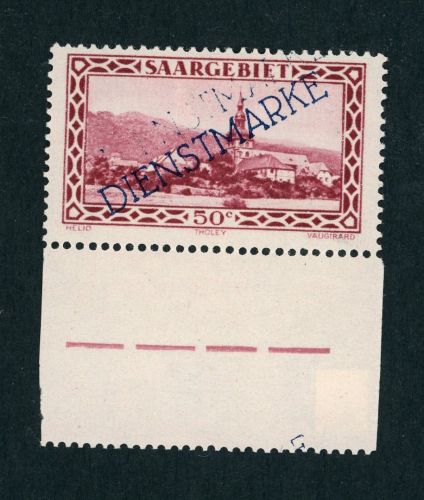 SAARGEBIET
DIENSTMARKE
50c
HELIO THOLEY VAUGIRARD
E